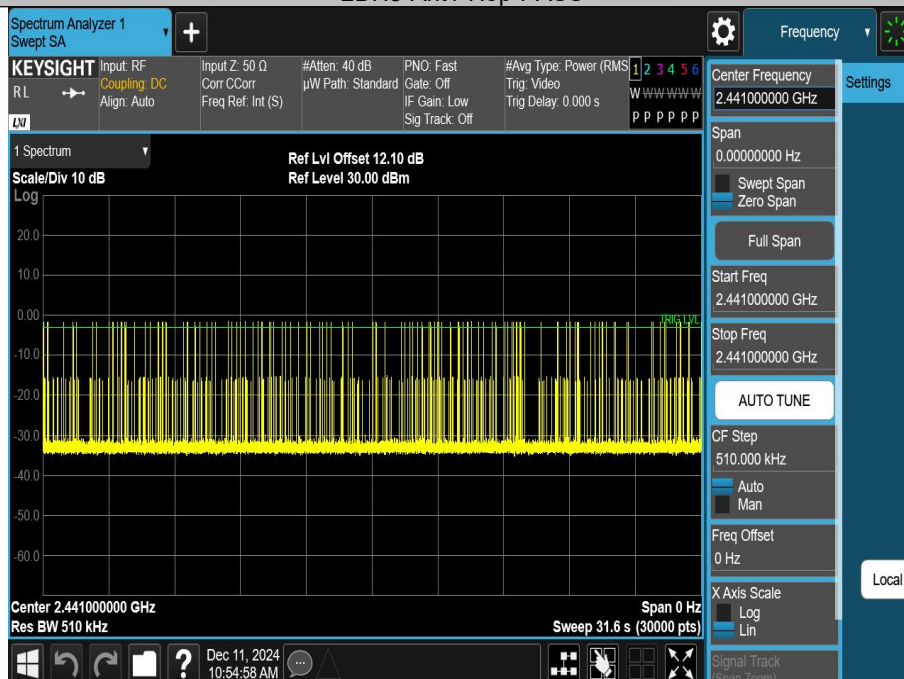 Spectrum Analyzer 1
Swept SA
Frequency
KEYSIGHT
R L
LXI
Input: RF
Coupling: DC
Align: Auto
Input Z: 50 Ω
Corr CCorr
Freq Ref: Int (S)
#Atten: 40 dB
µW Path: Standard
PNO: Fast
Gate: Off
IF Gain: Low
Sig Track: Off
#Avg Type: Power (RMS
Trig: Video
Trig Delay: 0.000 s
1 2 3 4 5 6
W W W W W W
P P P P P P
1 Spectrum
Scale/Div 10 dB
Ref Lvl Offset 12.10 dB
Ref Level 30.00 dBm
Log
20.0
10.0
0.00
-10.0
-20.0
-30.0
-40.0
-50.0
-60.0
TRIG LVL
Center 2.441000000 GHz
Span 0 Hz
Res BW 510 kHz
Sweep 31.6 s (30000 pts)
Center Frequency
2.441000000 GHz
Settings
Span
0.00000000 Hz
Swept Span
Zero Span
Full Span
Start Freq
2.441000000 GHz
Stop Freq
2.441000000 GHz
AUTO TUNE
CF Step
510.000 kHz
Auto
Man
Freq Offset
0 Hz
Local
X Axis Scale
Log
Lin
Signal Track
(Span Zoom)
Dec 11, 2024
10:54:58 AM